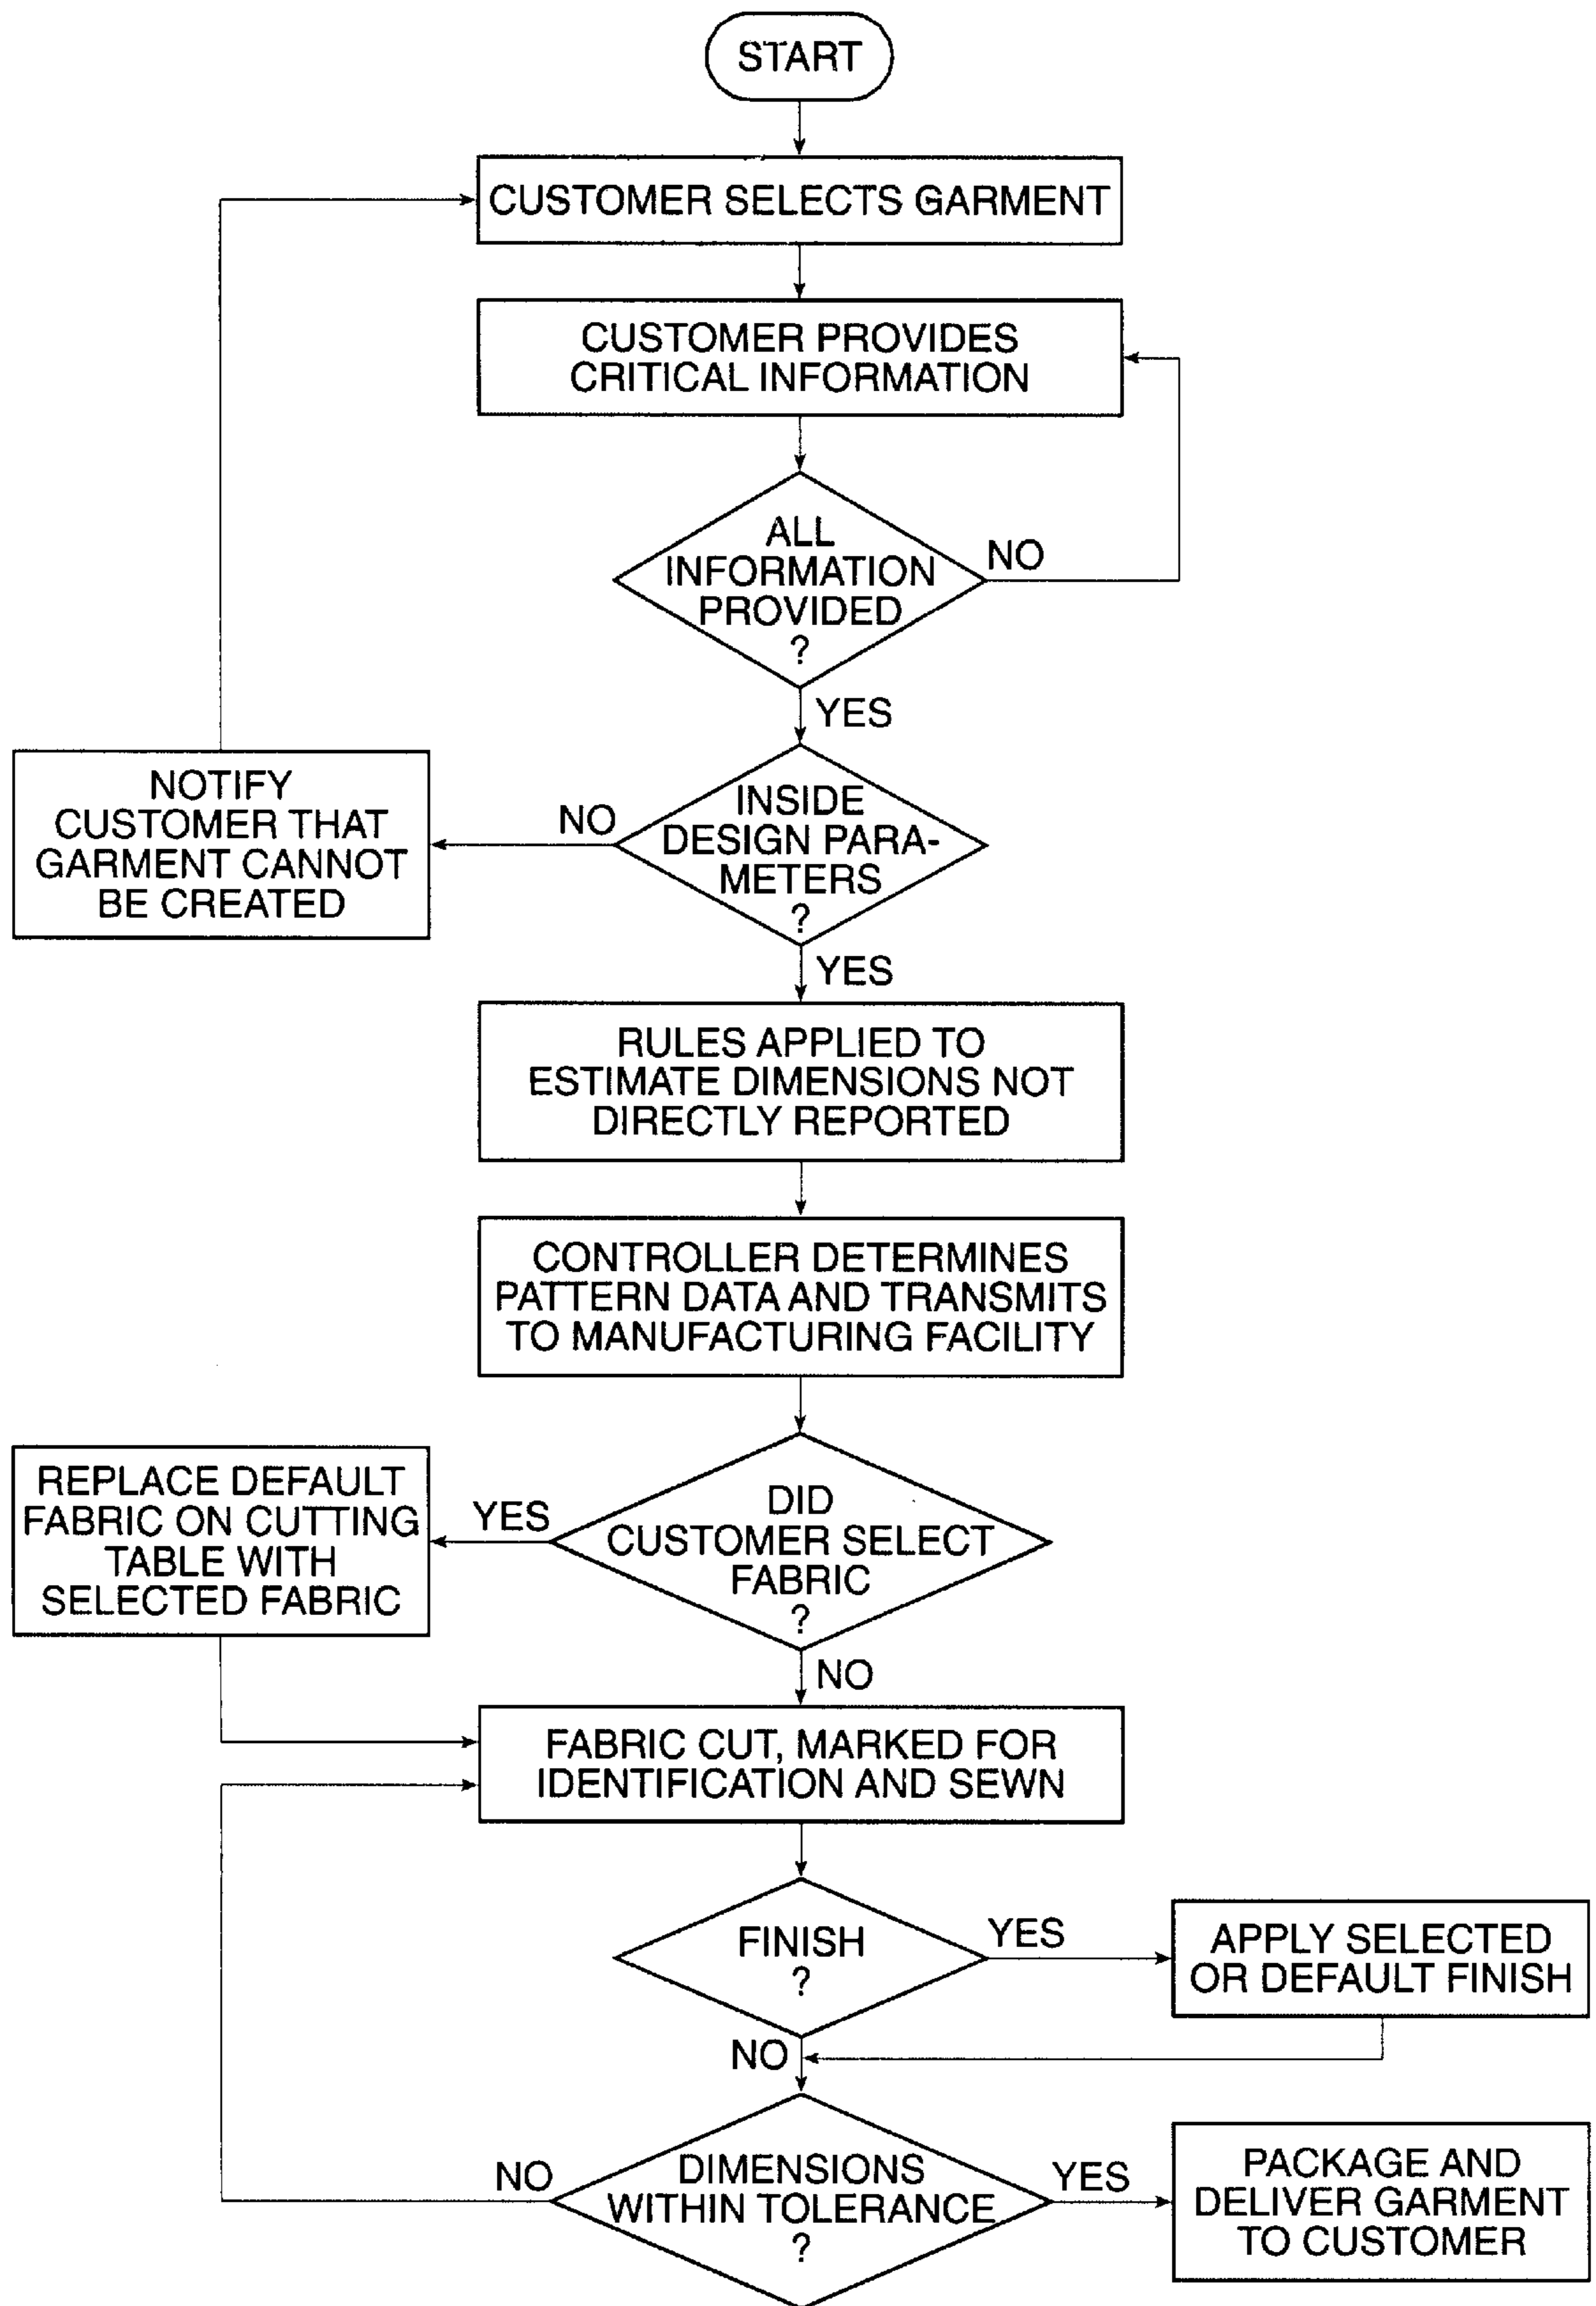 START
CUSTOMER SELECTS GARMENT
CUSTOMER PROVIDES
CRITICAL INFORMATION
ALL
INFORMATION
PROVIDED
?
NO
YES
NOTIFY
CUSTOMER THAT
GARMENT CANNOT
BE CREATED
NO
INSIDE
DESIGN PARA-
METERS
?
YES
RULES APPLIED TO
ESTIMATE DIMENSIONS NOT
DIRECTLY REPORTED
CONTROLLER DETERMINES
PATTERN DATA AND TRANSMITS
TO MANUFACTURING FACILITY
REPLACE DEFAULT
FABRIC ON CUTTING
TABLE WITH
SELECTED FABRIC
YES
DID
CUSTOMER SELECT
FABRIC
?
NO
FABRIC CUT, MARKED FOR
IDENTIFICATION AND SEWN
FINISH
?
YES
APPLY SELECTED
OR DEFAULT FINISH
NO
NO
DIMENSIONS
WITHIN TOLERANCE
?
YES
PACKAGE AND
DELIVER GARMENT
TO CUSTOMER